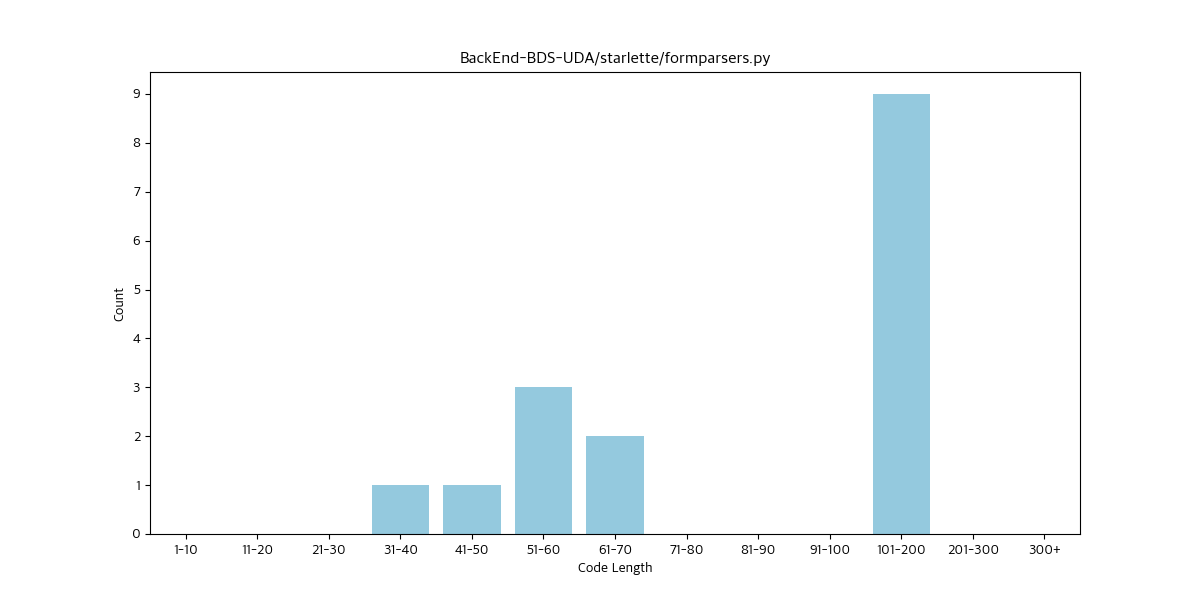 BackEnd-BDS-UDA/starlette/formparsers.py
9
8
7
6
5
4
3
2
1
0
Count
1-10 11-20 21-30 31-40 41-50 51-60 61-70 71-80 81-90 91-100 101-200 201-300 300+
Code Length